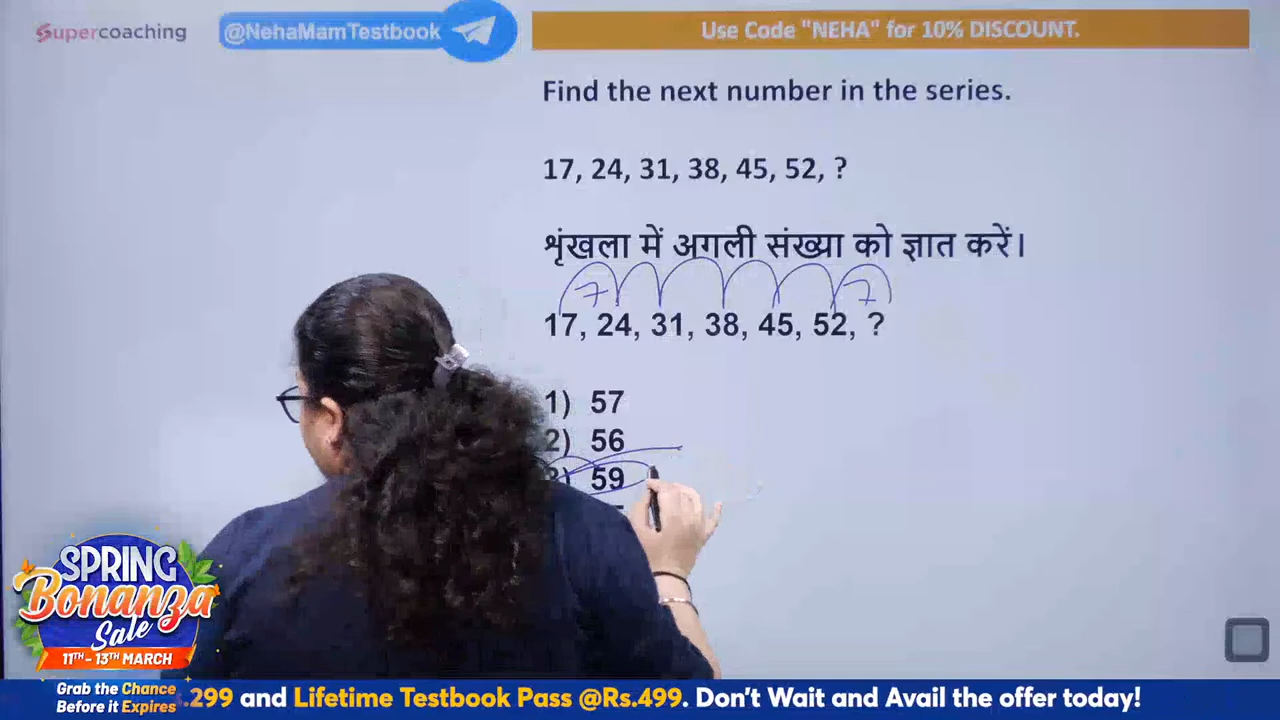 Supercoaching
@NehaMamTestbook
Use Code "NEHA" for 10% DISCOUNT.
Find the next number in the series.
17, 24, 31, 38, 45, 52, ?
शृंखला में अगली संख्या को ज्ञात करें।
7 7
17, 24, 31, 38, 45, 52, ?
1) 57
2) 56
3) 59
SPRING
Bonanza
Sale
11TH - 13TH MARCH
Grab the Chance
Before it Expires
.299 and Lifetime Testbook Pass @Rs.499. Don't Wait and Avail the offer today!